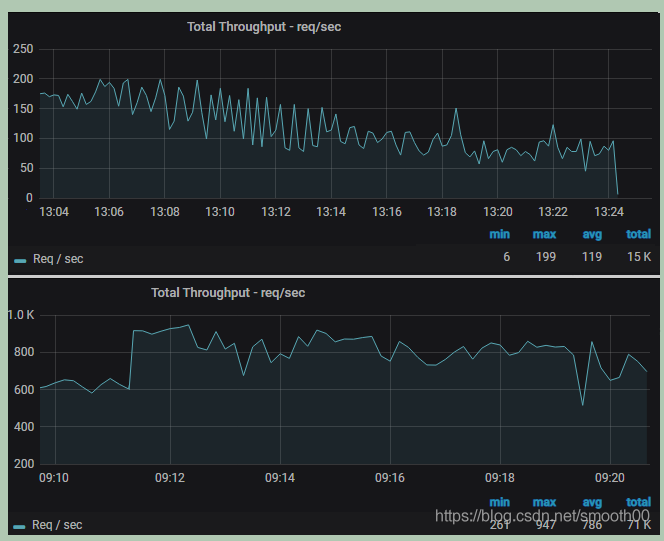 Total Throughput - req/sec
250
200
150
100
50
0
13:04 13:06 13:08 13:10 13:12 13:14 13:16 13:18 13:20 13:22 13:24
min max avg total
Req / sec 6 199 119 15 K
Total Throughput - req/sec
1.0 K
800
600
400
200
09:10 09:12 09:14 09:16 09:18 09:20
min max avg total
Req / sec 261 947 786 71 K
https://blog.csdn.net/smooth00